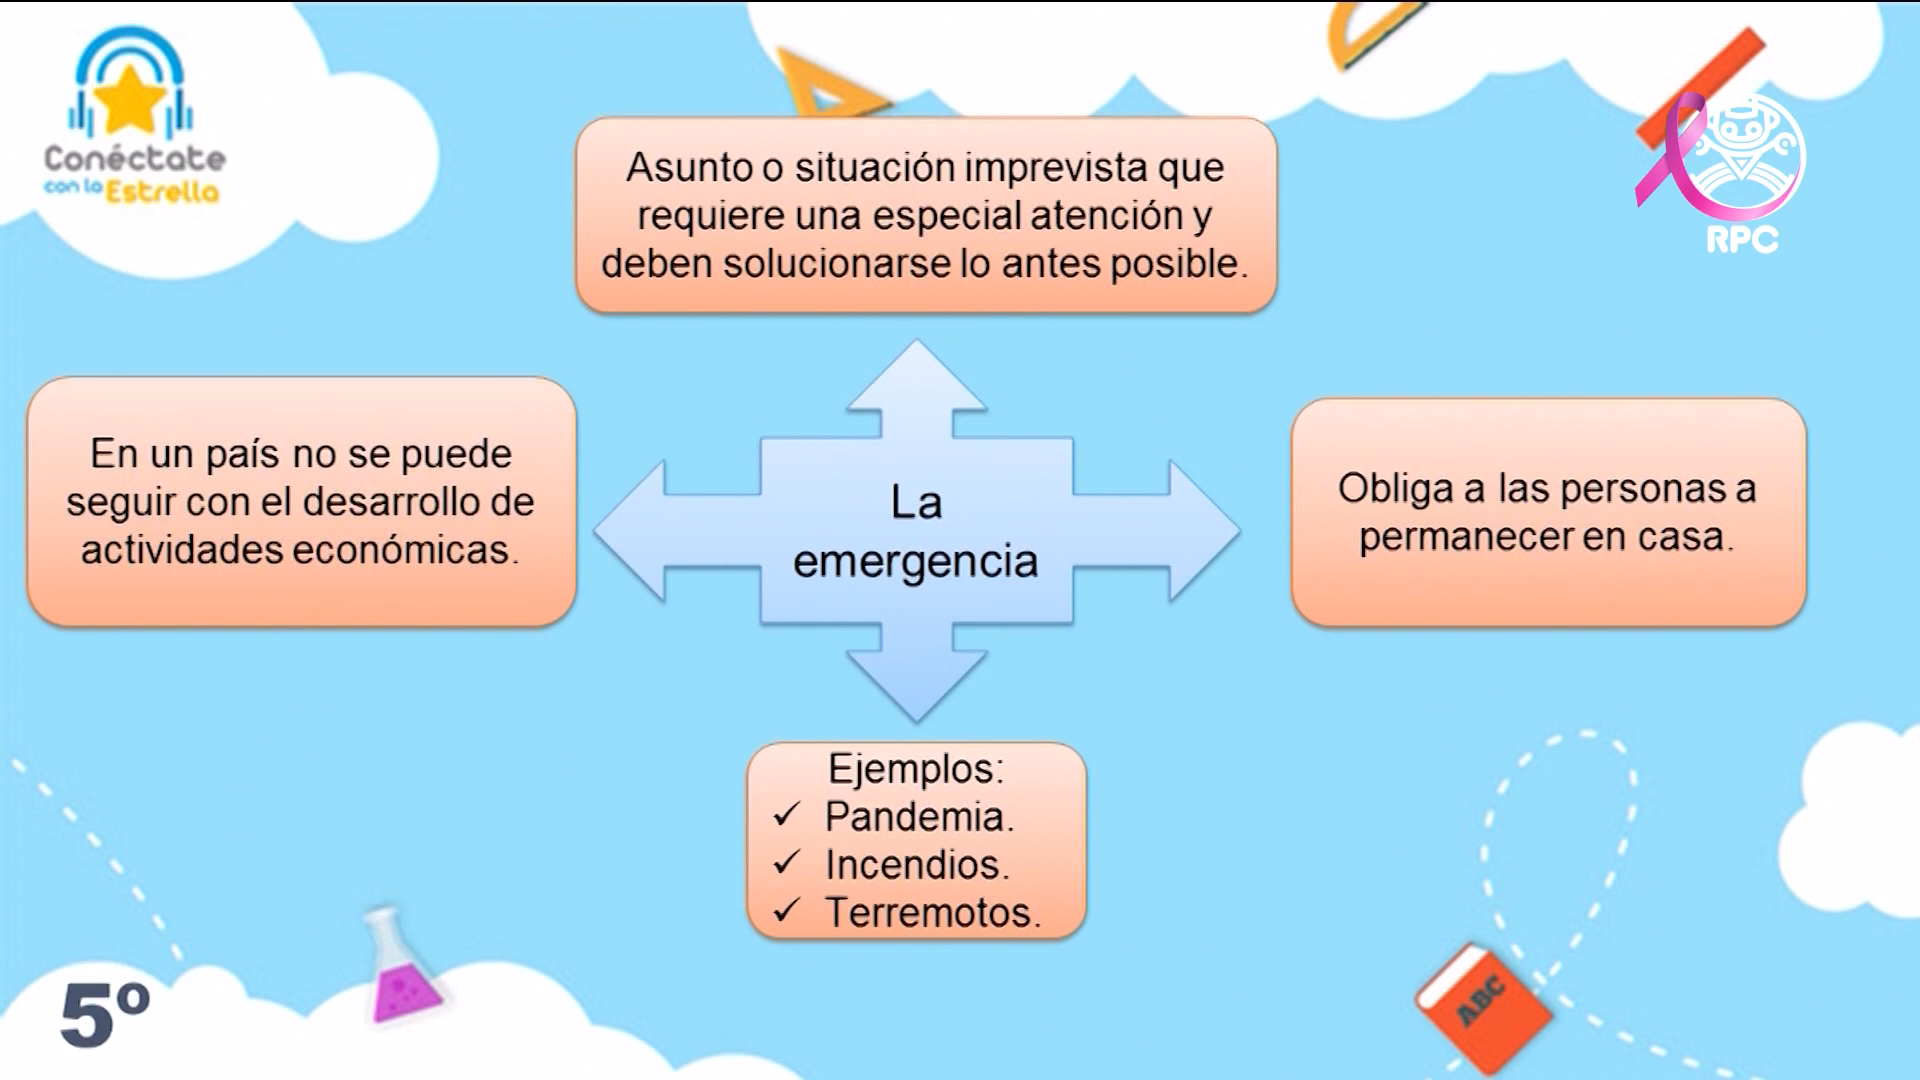 Conéctate
con la Estrella
RPC
Asunto o situación imprevista que
requiere una especial atención y
deben solucionarse lo antes posible.
En un país no se puede
seguir con el desarrollo de
actividades económicas.
La
emergencia
Obliga a las personas a
permanecer en casa.
Ejemplos:
✓ Pandemia.
✓ Incendios.
✓ Terremotos.
5º
ABC